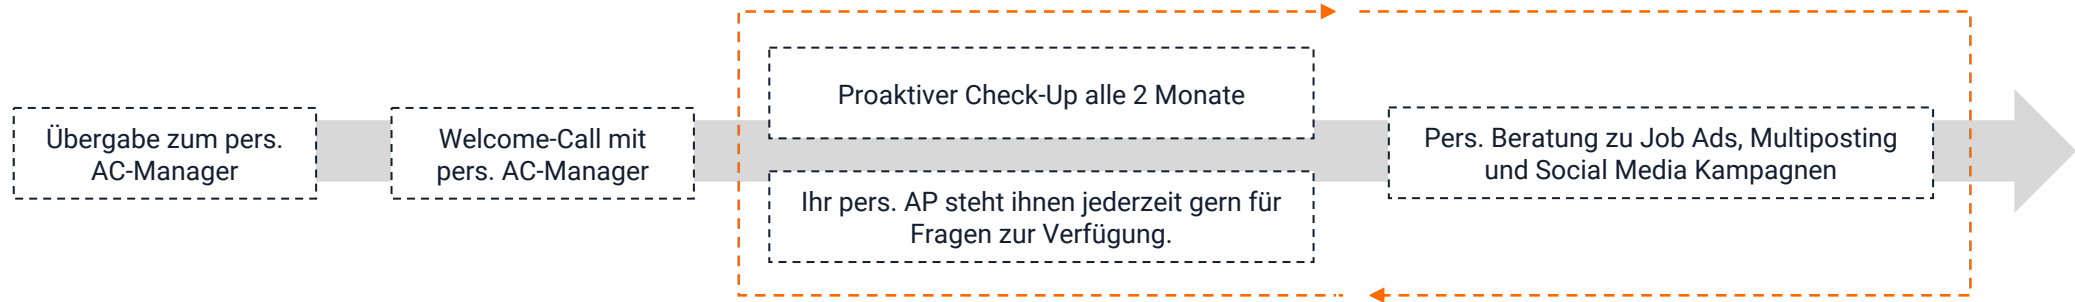 Übergabe zum pers.
AC-Manager
Welcome-Call mit
pers. AC-Manager
Proaktiver Check-Up alle 2 Monate
Ihr pers. AP steht ihnen jederzeit gern für
Fragen zur Verfügung.
Pers. Beratung zu Job Ads, Multiposting
und Social Media Kampagnen